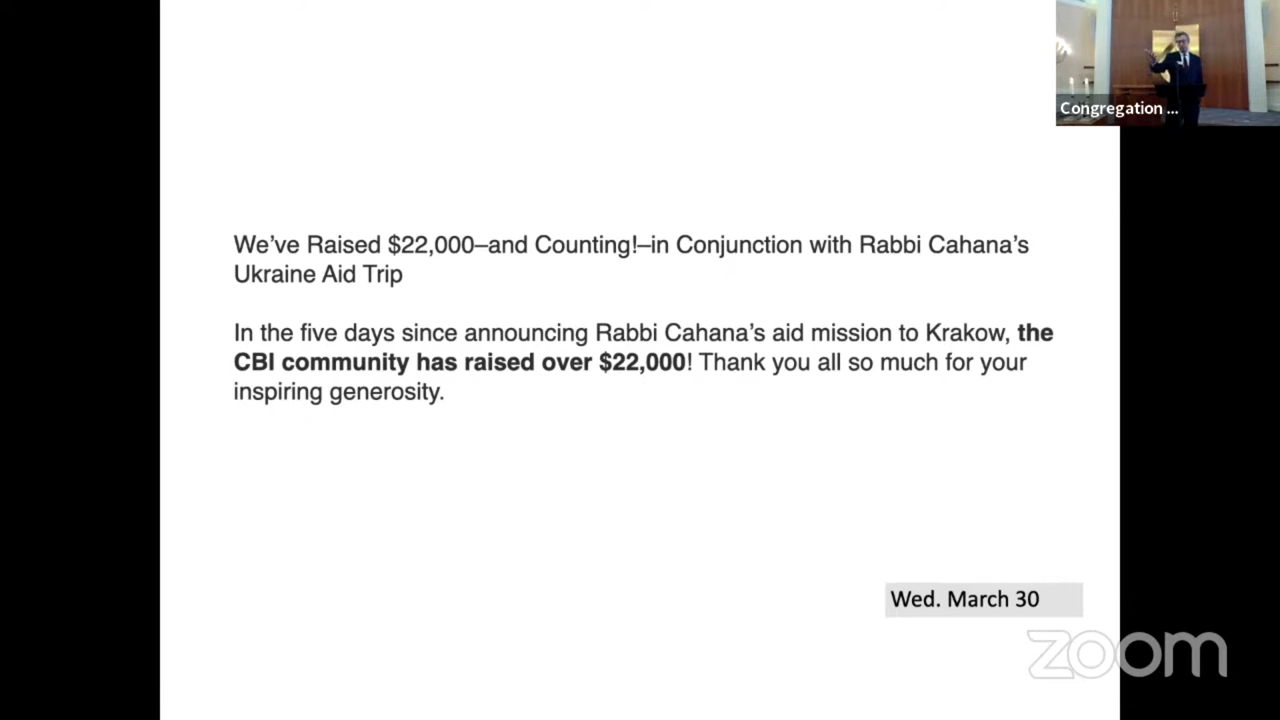 Congregation ...
We've Raised $22,000–and Counting!–in Conjunction with Rabbi Cahana's
Ukraine Aid Trip
In the five days since announcing Rabbi Cahana's aid mission to Krakow, the
CBI community has raised over $22,000! Thank you all so much for your
inspiring generosity.
Wed. March 30
zoom